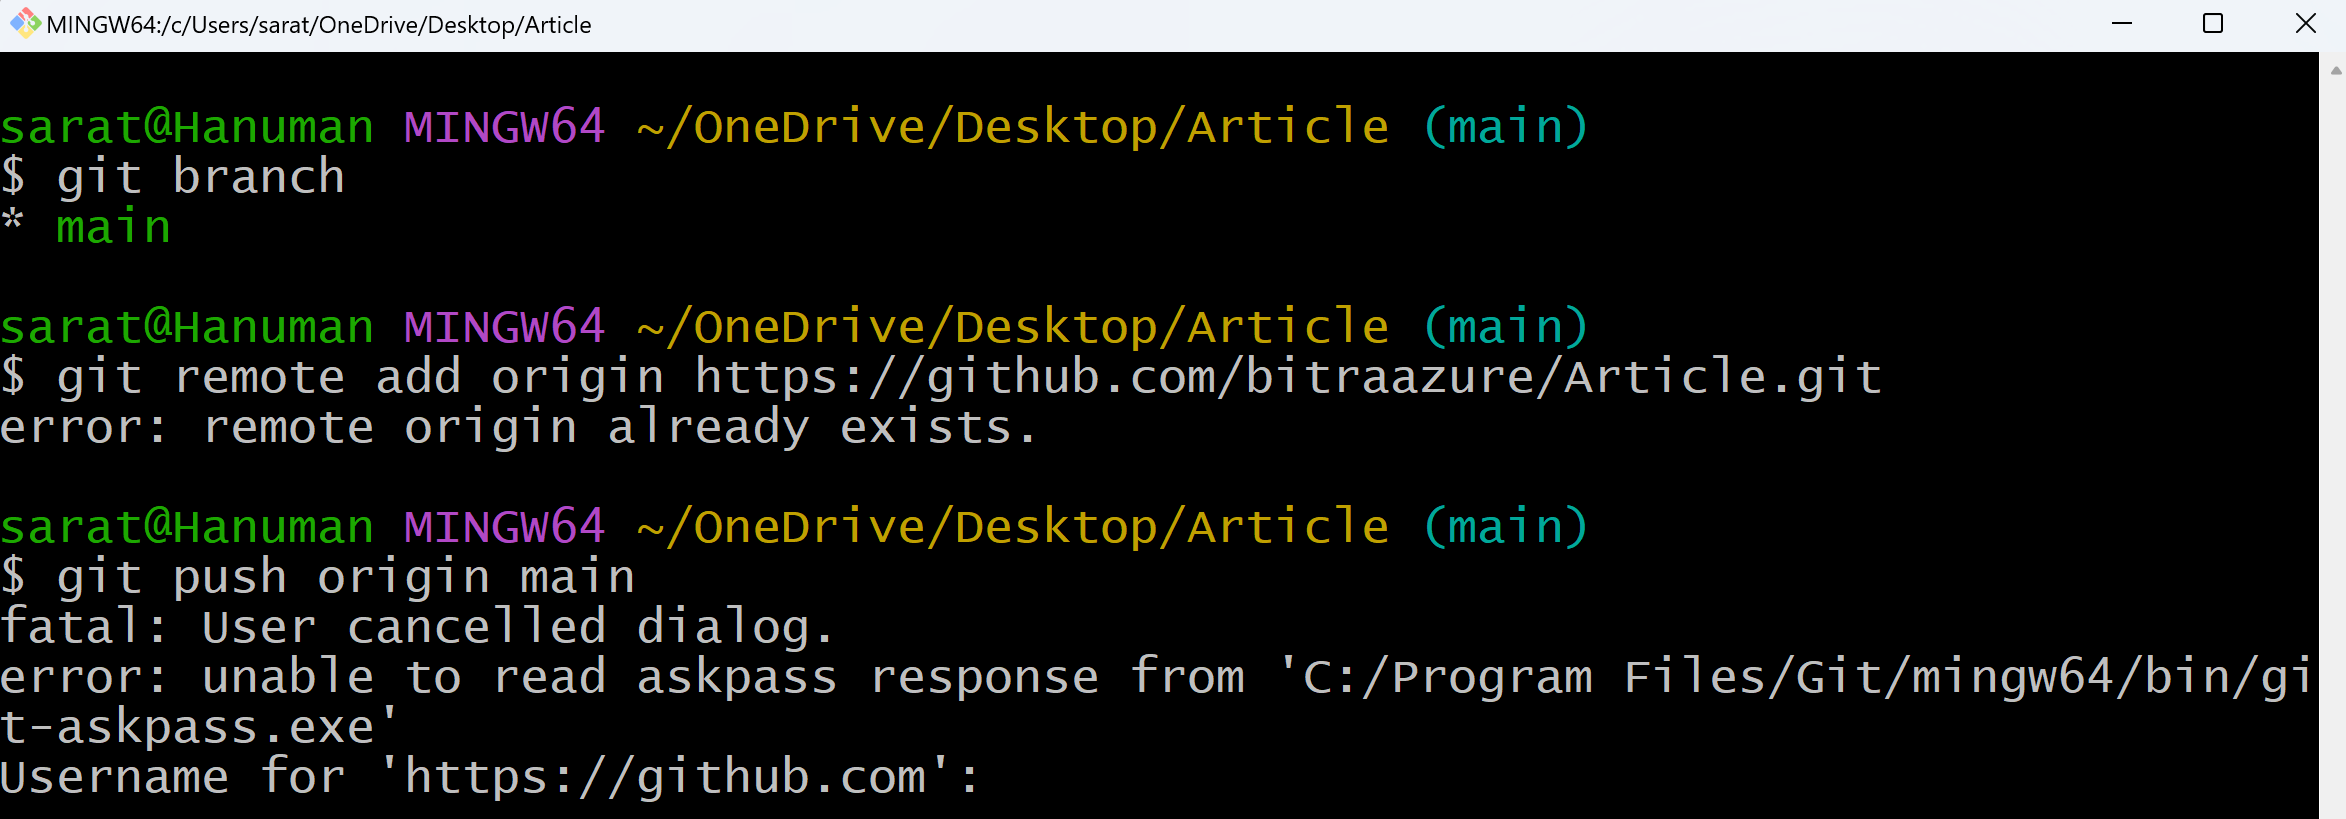 MINGW64:/c/Users/sarat/OneDrive/Desktop/Article
sarat@Hanuman MINGW64 ~/OneDrive/Desktop/Article (main)
$ git branch
* main
sarat@Hanuman MINGW64 ~/OneDrive/Desktop/Article (main)
$ git remote add origin https://github.com/bitraazure/Article.git
error: remote origin already exists.
sarat@Hanuman MINGW64 ~/OneDrive/Desktop/Article (main)
$ git push origin main
fatal: User cancelled dialog.
error: unable to read askpass response from 'C:/Program Files/Git/mingw64/bin/gi
t-askpass.exe'
Username for 'https://github.com':